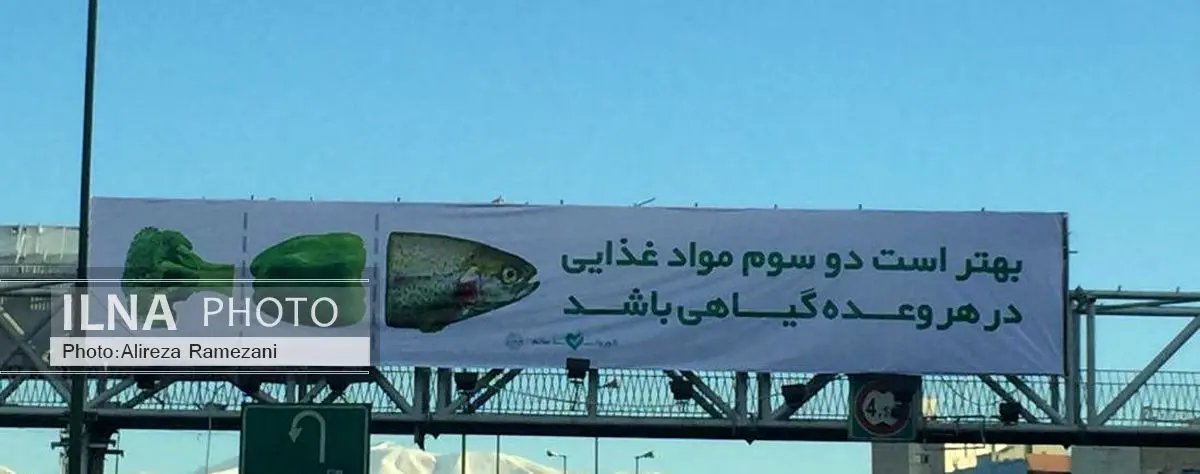 بهتر است دو سوم مواد غذایی
در هر وعده گیاهی باشد
ILNA PHOTO
Photo:Alireza Ramezani